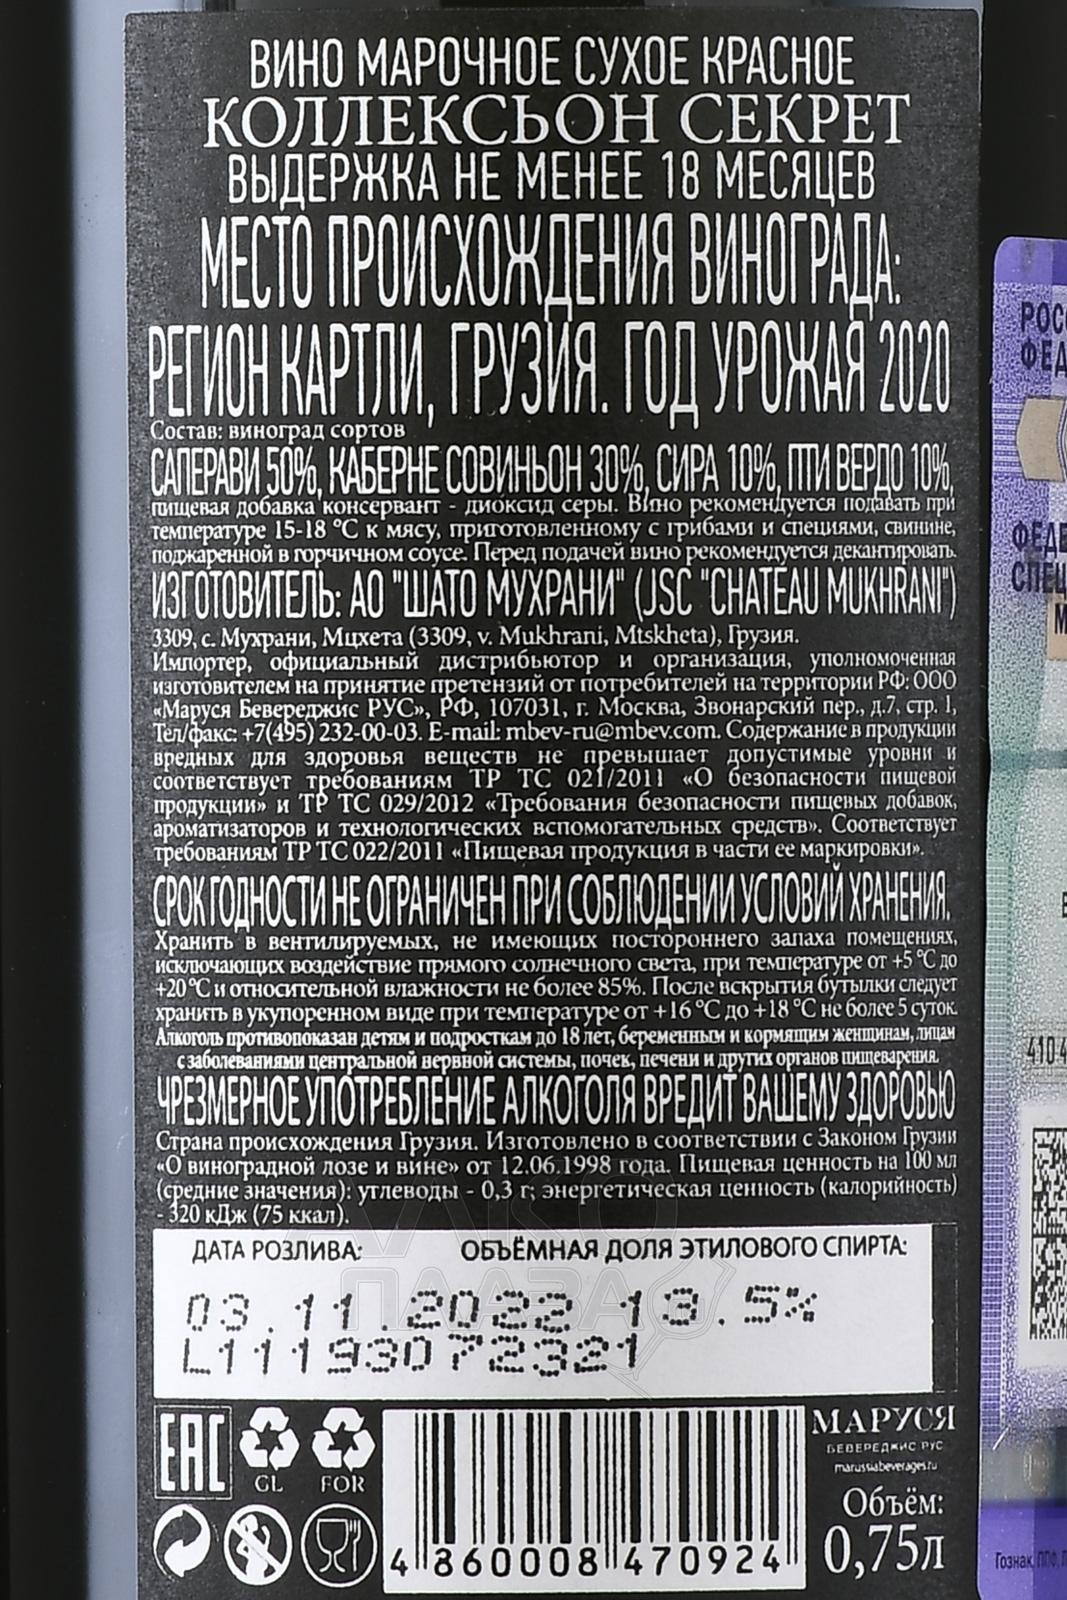 ВИНО МАРОЧНОЕ СУХОЕ КРАСНОЕ
КОЛЛЕКСЬОН СЕКРЕТ
ВЫДЕРЖКА НЕ МЕНЕЕ 18 МЕСЯЦЕВ
МЕСТО ПРОИСХОЖДЕНИЯ ВИНОГРАДА:
РЕГИОН КАРТЛИ, ГРУЗИЯ. ГОД УРОЖАЯ 2020
Состав: виноград сортов
САПЕРАВИ 50%, КАБЕРНЕ СОВИНЬОН 30%, СИРА 10%, ПТИ ВЕРДО 10%,
пищевая добавка консервант - диоксид серы. Вино рекомендуется подавать при
температуре 15-18 °С к мясу, приготовленному с грибами и специями, свинине,
поджаренной в горчичном соусе. Перед подачей вино рекомендуется декантировать.
ИЗГОТОВИТЕЛЬ: АО "ШАТО МУХРАНИ" (JSC "CHATEAU MUKHRANI")
3309, с. Мухрани, Мцхета (3309, v. Mukhrani, Mtskheta), Грузия.
Импортер, официальный дистрибьютор и организация, уполномоченная
изготовителем на принятие претензий от потребителей на территории РФ: ООО
«Маруся Бевереджис РУС», РФ, 107031, г. Москва, Звонарский пер., д.7, стр. 1,
Тел/факс: +7(495) 232-00-03. E-mail: mbev-ru@mbev.com. Содержание в продукции
вредных для здоровья веществ не превышает допустимые уровни и
соответствует требованиям ТР ТС 021/2011 «О безопасности пищевой
продукции» и ТР ТС 029/2012 «Требования безопасности пищевых добавок,
ароматизаторов и технологических вспомогательных средств». Соответствует
требованиям ТР ТС 022/2011 «Пищевая продукция в части ее маркировки».
СРОК ГОДНОСТИ НЕ ОГРАНИЧЕН ПРИ СОБЛЮДЕНИИ УСЛОВИЙ ХРАНЕНИЯ.
Хранить в вентилируемых, не имеющих постороннего запаха помещениях,
исключающих воздействие прямого солнечного света, при температуре от +5 °С до
+20 °С и относительной влажности не более 85%. После вскрытия бутылки следует
хранить в укупоренном виде при температуре от +16 °С до +18 °С не более 5 суток.
Алкоголь противопоказан детям и подросткам до 18 лет, беременным и кормящим женщинам, лицам
с заболеваниями центральной нервной системы, почек, печени и других органов пищеварения.
ЧРЕЗМЕРНОЕ УПОТРЕБЛЕНИЕ АЛКОГОЛЯ ВРЕДИТ ВАШЕМУ ЗДОРОВЬЮ
Страна происхождения Грузия. Изготовлено в соответствии с Законом Грузии
«О виноградной лозе и вине» от 12.06.1998 года. Пищевая ценность на 100 мл
(средние значения): углеводы - 0,3 г; энергетическая ценность (калорийность)
- 320 кДж (75 ккал).
ДАТА РОЗЛИВА: ОБЪЁМНАЯ ДОЛЯ ЭТИЛОВОГО СПИРТА:
03.11.2022 13.5%
L11193072321
АЛКО
ПЛАЗА
ЕАС
GL FOR
4 860008 470924
МАРУСЯ
БЕВЕРЕДЖИС РУС
marussiabeverages.ru
Объём:
0,75л
РОСС
ФЕД
ФЕДЕ
СПЕЦ
М
410 4
Гознак, ППФ,